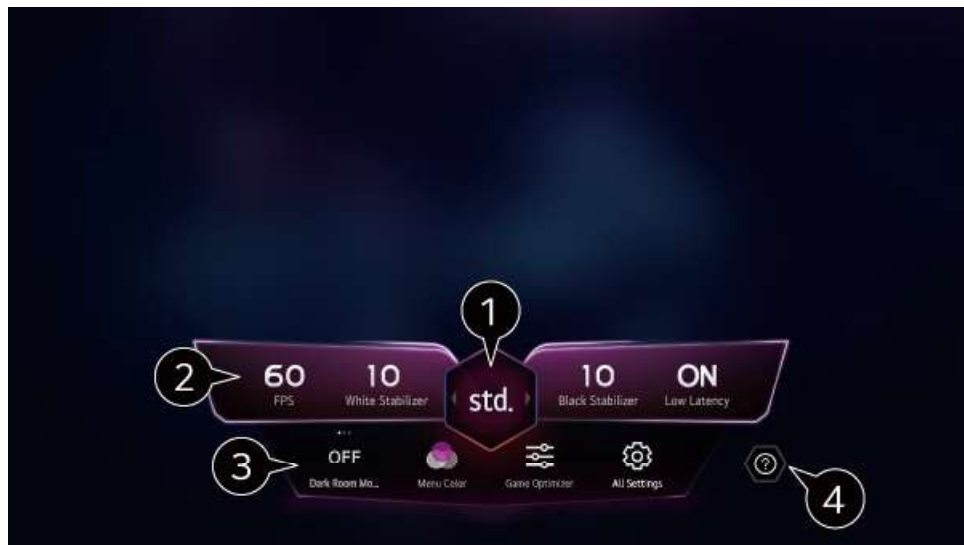 1
2
60
FPS
10
White Stabilizer
std.
10
Black Stabilizer
ON
Low Latency
3
OFF
Dark Room Mo...
Menu Color
Game Optimizer
All Settings
?
4